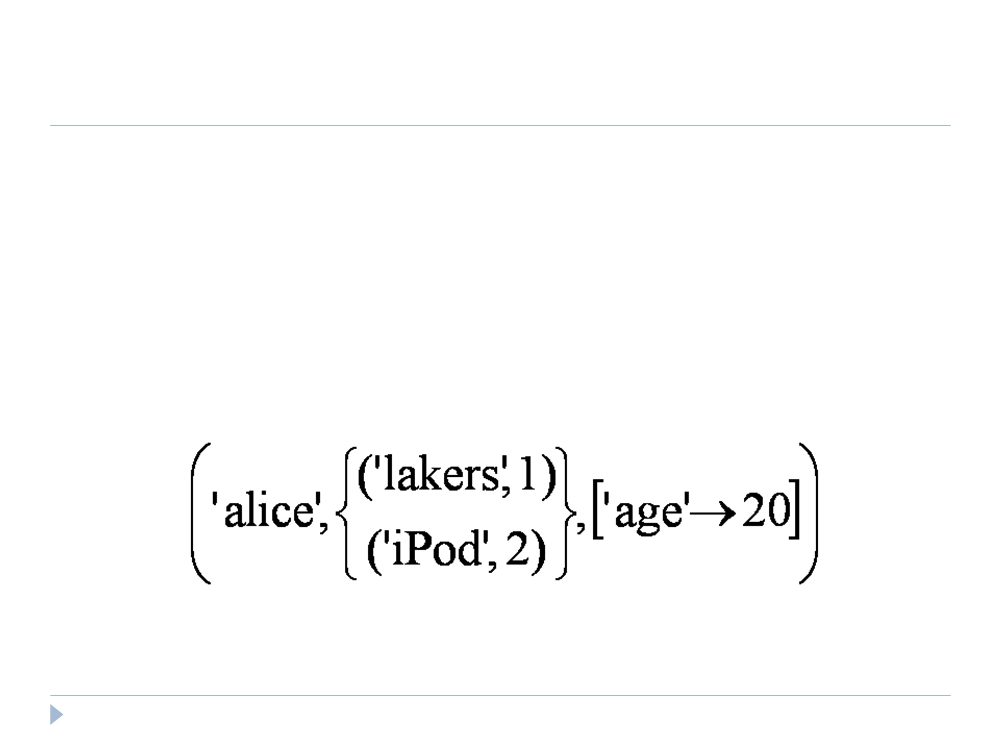 ('alice', {('lakers', 1)
('iPod', 2)}, ['age'→20])